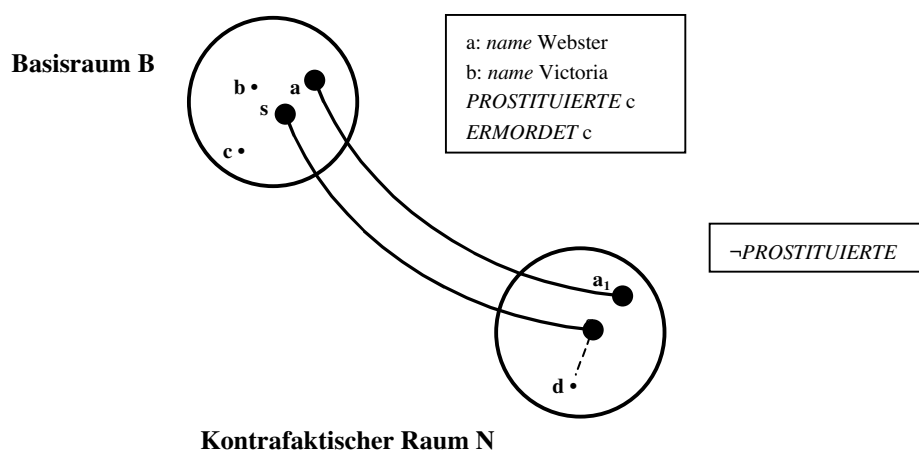 Basisraum B
b
a
s
c
a: name Webster
b: name Victoria
PROSTITUIERTE c
ERMORDET c
¬PROSTITUIERTE
a₁
d
Kontrafaktischer Raum N